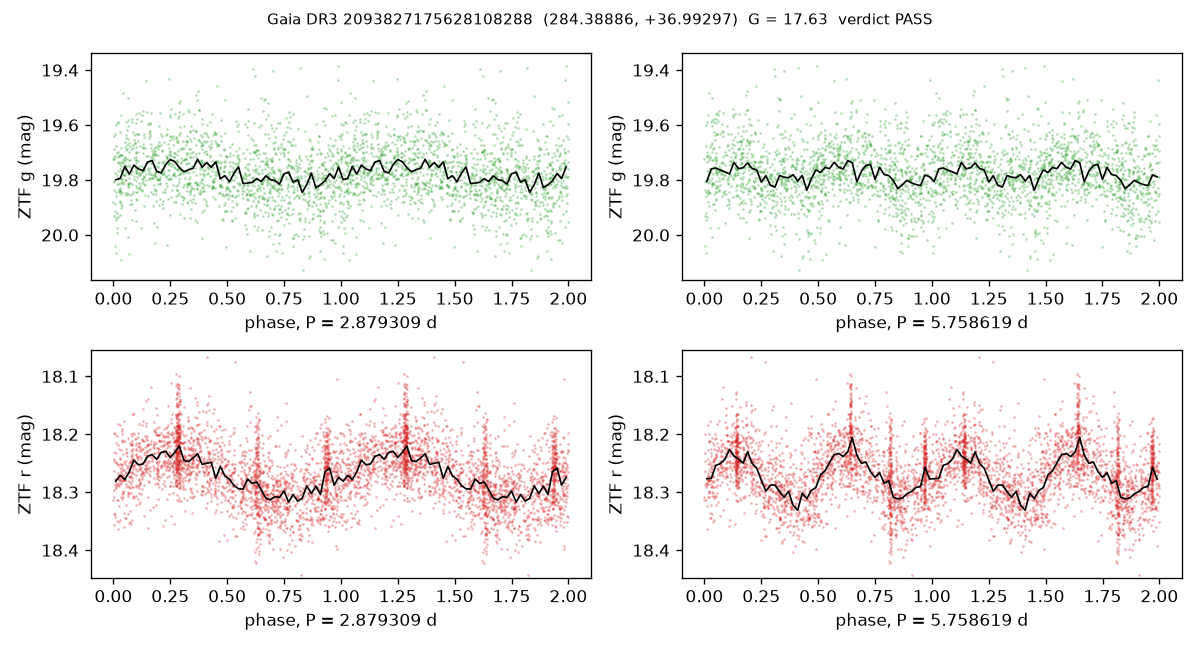 Gaia DR3 2093827175628108288 (284.38886, +36.99297) G = 17.63 verdict PASS
ZTF g (mag)
19.4
19.6
19.8
20.0
0.00 0.25 0.50 0.75 1.00 1.25 1.50 1.75 2.00
phase, P = 2.879309 d
ZTF g (mag)
19.4
19.6
19.8
20.0
0.00 0.25 0.50 0.75 1.00 1.25 1.50 1.75 2.00
phase, P = 5.758619 d
ZTF r (mag)
18.1
18.2
18.3
18.4
0.00 0.25 0.50 0.75 1.00 1.25 1.50 1.75 2.00
phase, P = 2.879309 d
ZTF r (mag)
18.1
18.2
18.3
18.4
0.00 0.25 0.50 0.75 1.00 1.25 1.50 1.75 2.00
phase, P = 5.758619 d